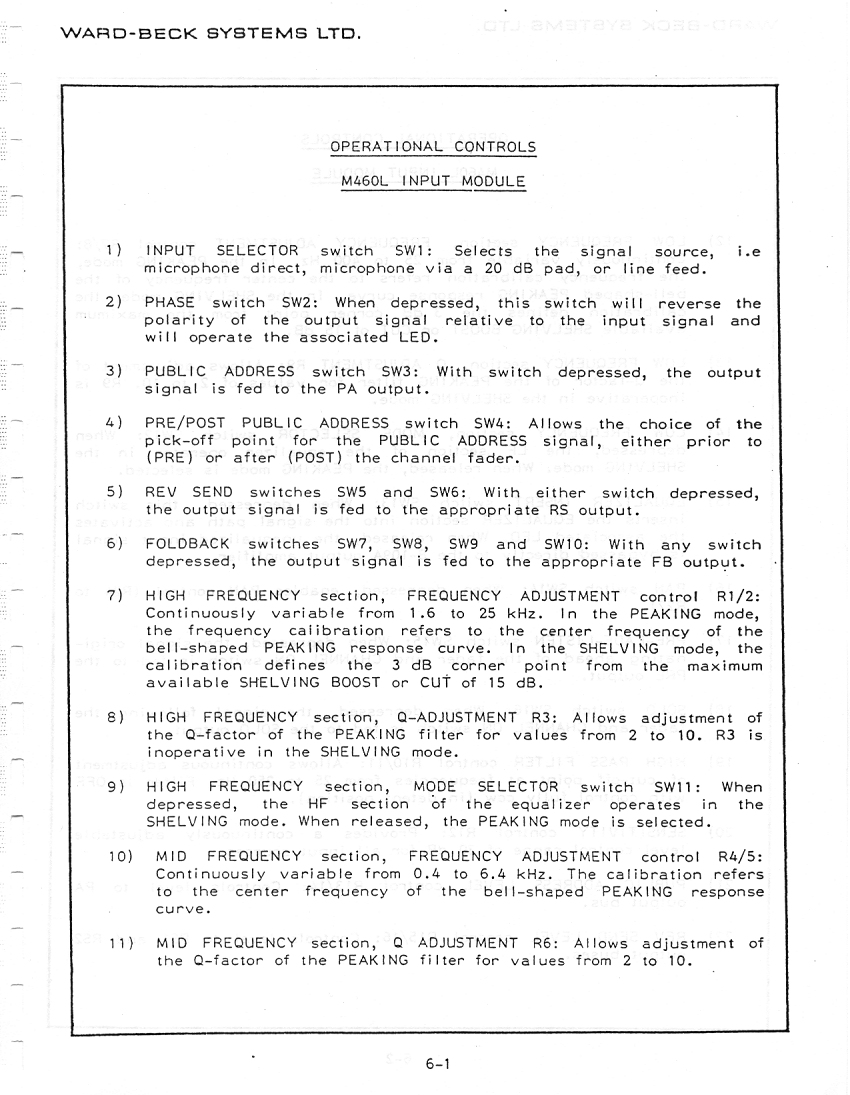 WARD-BECK SYSTEMS LTD.
OPERATIONAL CONTROLS
M460L INPUT MODULE
1) INPUT SELECTOR switch SW1: Selects the signal source, i.e
microphone direct, microphone via a 20 dB pad, or line feed.
2) PHASE switch SW2: When depressed, this switch will reverse the
polarity of the output signal relative to the input signal and
will operate the associated LED.
3) PUBLIC ADDRESS switch SW3: With switch depressed, the output
signal is fed to the PA output.
4) PRE/POST PUBLIC ADDRESS switch SW4: Allows the choice of the
pick-off point for the PUBLIC ADDRESS signal, either prior to
(PRE) or after (POST) the channel fader.
5) REV SEND switches SW5 and SW6: With either switch depressed,
the output signal is fed to the appropriate RS output.
6) FOLDBACK switches SW7, SW8, SW9 and SW10: With any switch
depressed, the output signal is fed to the appropriate FB output.
7) HIGH FREQUENCY section, FREQUENCY ADJUSTMENT control R1/2:
Continuously variable from 1.6 to 25 kHz. In the PEAKING mode,
the frequency caiibration refers to the center frequency of the
bell-shaped PEAKING response curve. In the SHELVING mode, the
calibration defines the 3 dB corner point from the maximum
available SHELVING BOOST or CUT of 15 dB.
8) HIGH FREQUENCY section, Q-ADJUSTMENT R3: Allows adjustment of
the Q-factor of the PEAKING filter for values from 2 to 10. R3 is
inoperative in the SHELVING mode.
9) HIGH FREQUENCY section, MODE SELECTOR switch SW11: When
depressed, the HF section of the equalizer operates in the
SHELVING mode. When released, the PEAKING mode is selected.
10) MID FREQUENCY section, FREQUENCY ADJUSTMENT control R4/5:
Continuously variable from 0.4 to 6.4 kHz. The calibration refers
to the center frequency of the bell-shaped PEAKING response
curve.
11) MID FREQUENCY section, Q ADJUSTMENT R6: Allows adjustment of
the Q-factor of the PEAKING filter for values from 2 to 10.
6-1